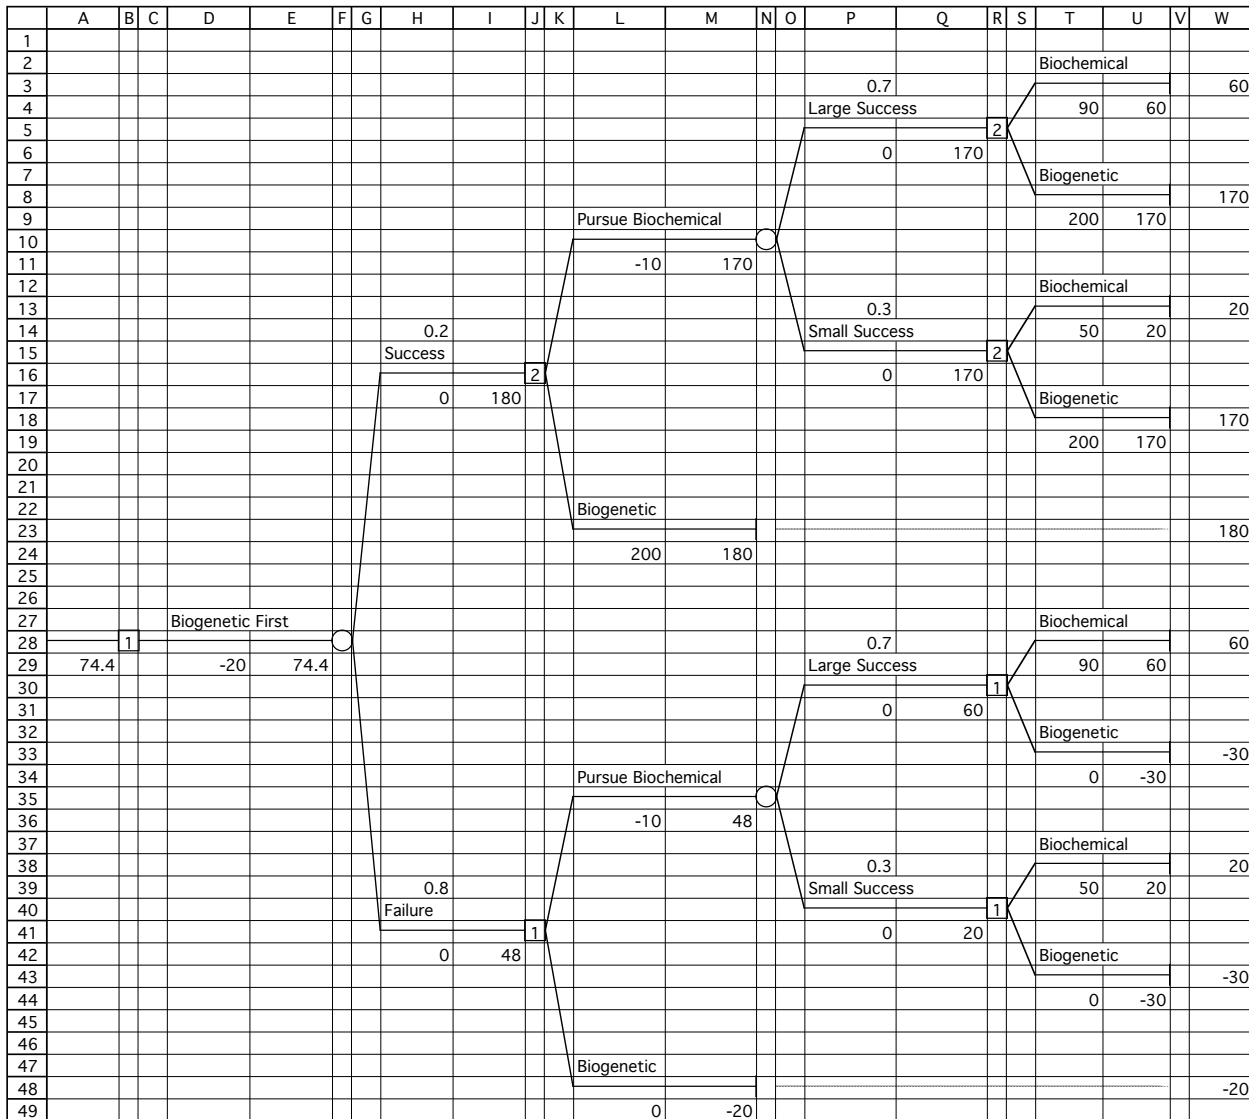 A B C D E F G H I J K L M N O P Q R S T U V W
1
2 Biochemical
3 0.7 60
4 Large Success 90 60
5 2
6 0 170
7 Biogenetic
8 170
9 Pursue Biochemical 200 170
10
11 -10 170
12 Biochemical
13 0.3 20
14 0.2 Small Success 50 20
15 Success 2
16 2 0 170
17 0 180 Biogenetic
18 170
19 200 170
20
21
22 Biogenetic
23 180
24 200 180
25
26
27 Biogenetic First Biochemical
28 1 0.7 60
29 74.4 -20 74.4 Large Success 90 60
30 1
31 0 60
32 Biogenetic
33 -30
34 Pursue Biochemical 0 -30
35
36 -10 48
37 Biochemical
38 0.3 20
39 0.8 Small Success 50 20
40 Failure 1
41 1 0 20
42 0 48 Biogenetic
43 -30
44 0 -30
45
46
47 Biogenetic
48 -20
49 0 -20